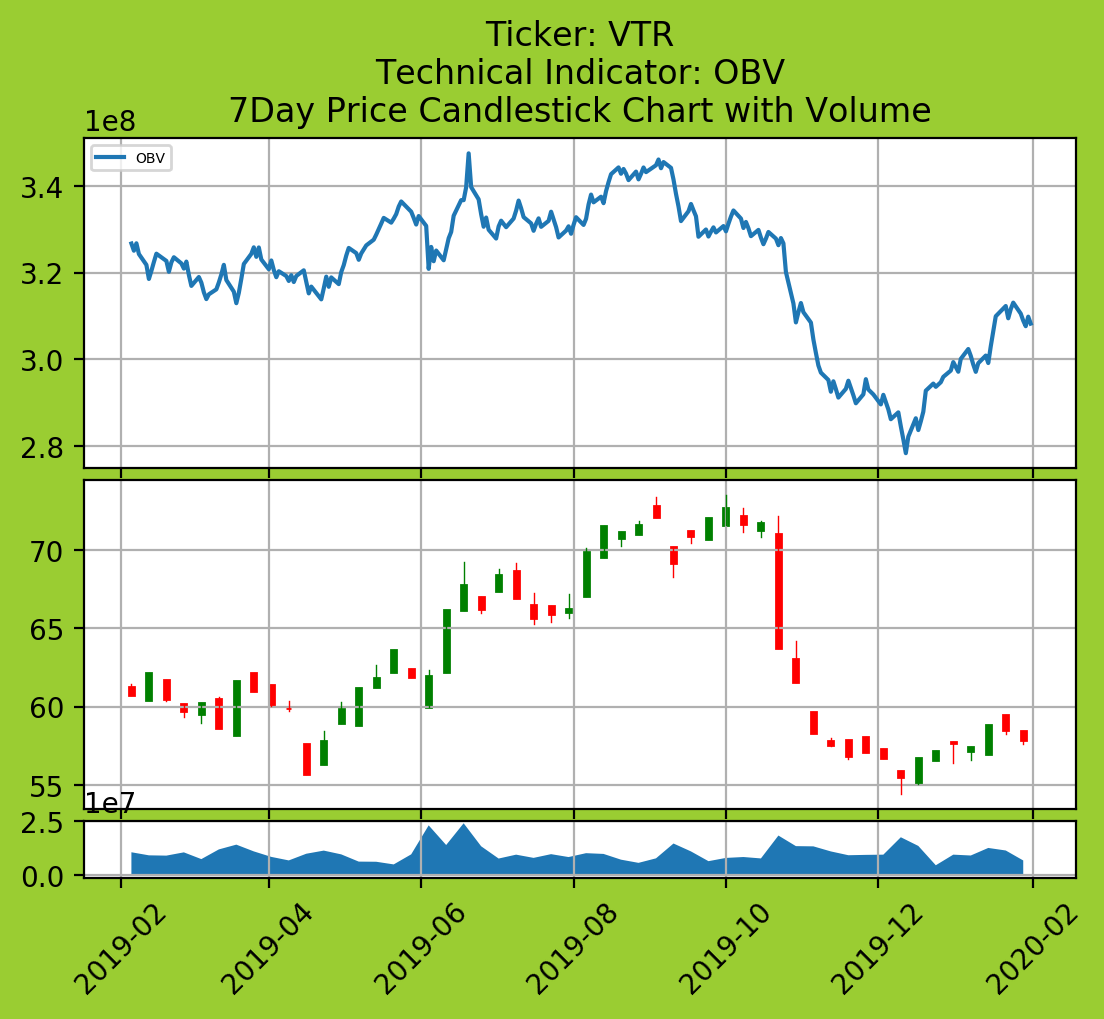 Ticker: VTR
Technical Indicator: OBV
7Day Price Candlestick Chart with Volume
1e8
OBV
3.4
3.2
3.0
2.8
70
65
60
55
1e7
2.5
0.0
2019-02
2019-04
2019-06
2019-08
2019-10
2019-12
2020-02